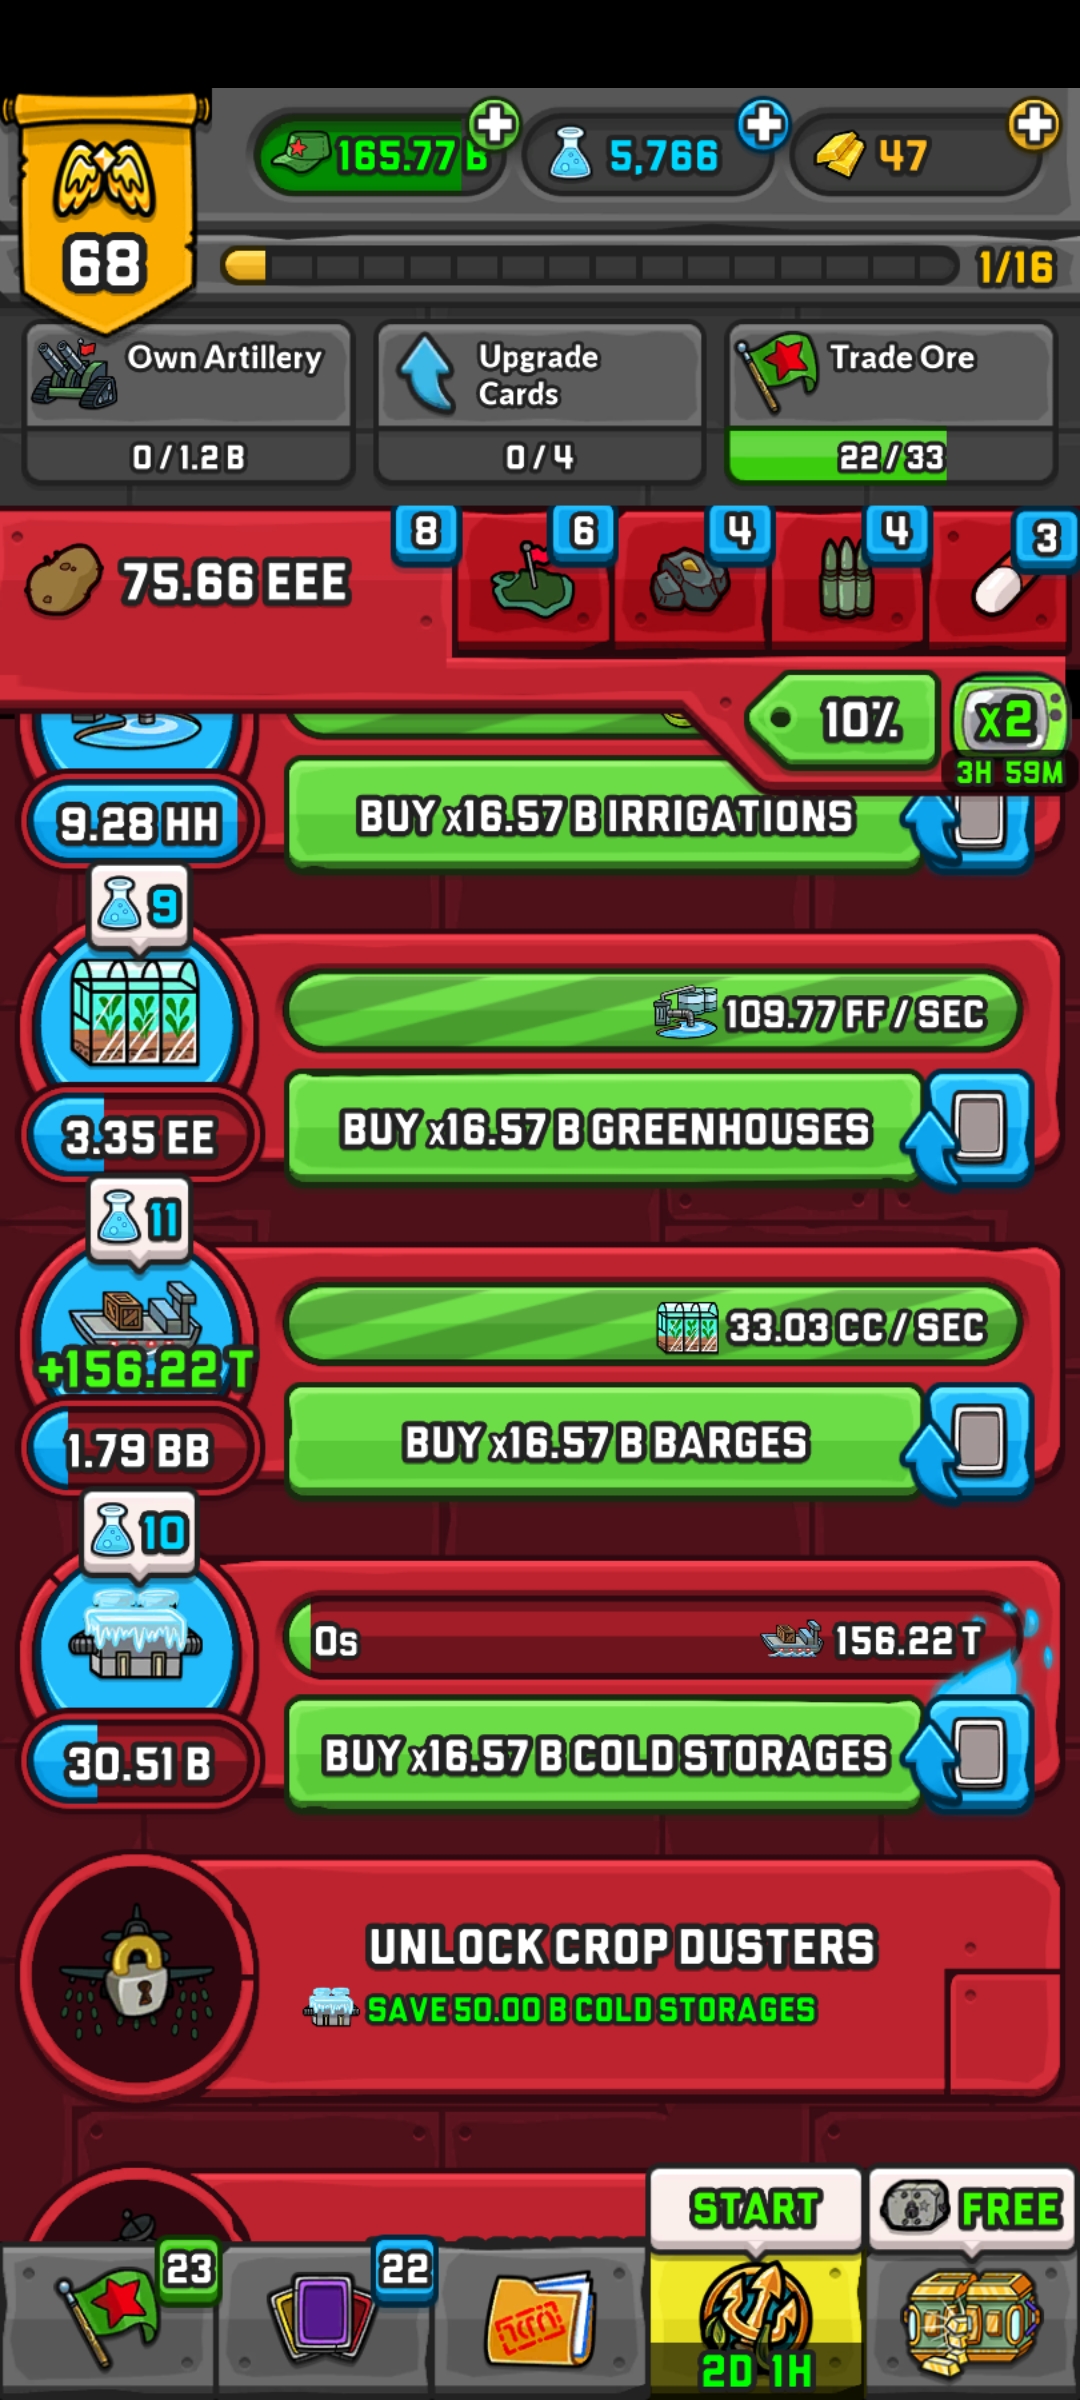 165.77 B
5,766
47
68
1/16
Own Artillery
0 / 1.2 B
Upgrade
Cards
0 / 4
Trade Ore
22 / 33
75.66 EEE
8
6
4
4
3
10%
x2
3H 59M
9.28 HH
BUY x16.57 B IRRIGATIONS
9
109.77 FF / SEC
3.35 EE
BUY x16.57 B GREENHOUSES
11
+156.22 T
33.03 CC / SEC
1.79 BB
BUY x16.57 B BARGES
10
0s
156.22 T
30.51 B
BUY x16.57 B COLD STORAGES
UNLOCK CROP DUSTERS
SAVE 50.00 B COLD STORAGES
START
FREE
23
22
2D 1H